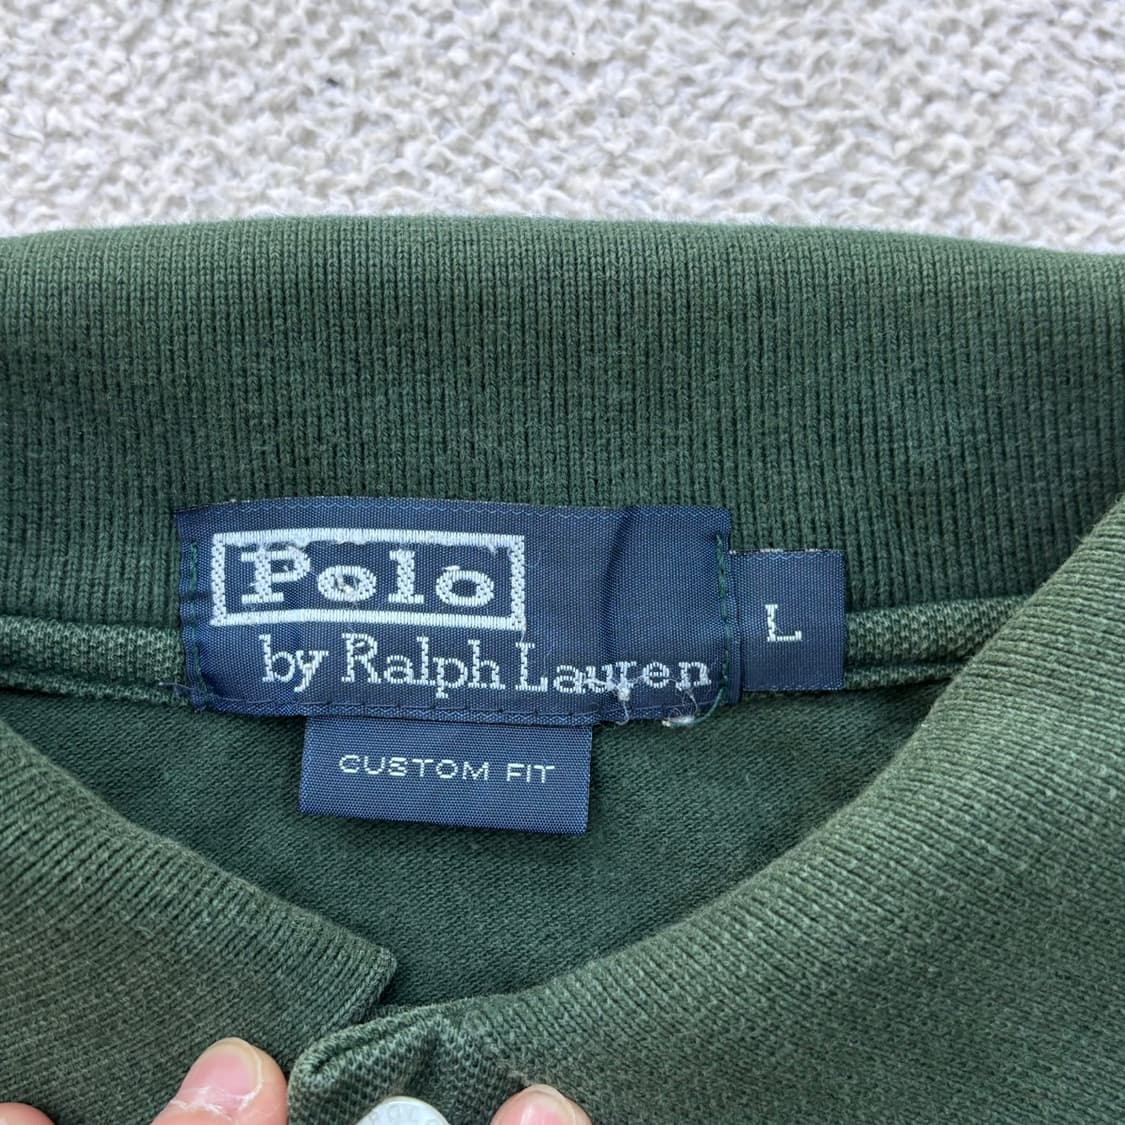 Polo
by Ralph Lauren
L
CUSTOM FIT